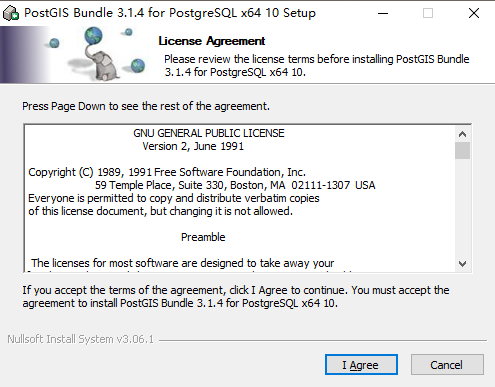 PostGIS Bundle 3.1.4 for PostgreSQL x64 10 Setup
License Agreement
Please review the license terms before installing PostGIS Bundle
3.1.4 for PostgreSQL x64 10.
Press Page Down to see the rest of the agreement.
GNU GENERAL PUBLIC LICENSE
Version 2, June 1991
Copyright (C) 1989, 1991 Free Software Foundation, Inc.
59 Temple Place, Suite 330, Boston, MA  02111-1307  USA
Everyone is permitted to copy and distribute verbatim copies
of this license document, but changing it is not allowed.
Preamble
The licenses for most software are designed to take away your
If you accept the terms of the agreement, click I Agree to continue. You must accept the
agreement to install PostGIS Bundle 3.1.4 for PostgreSQL x64 10.
Nullsoft Install System v3.06.1
I Agree
Cancel